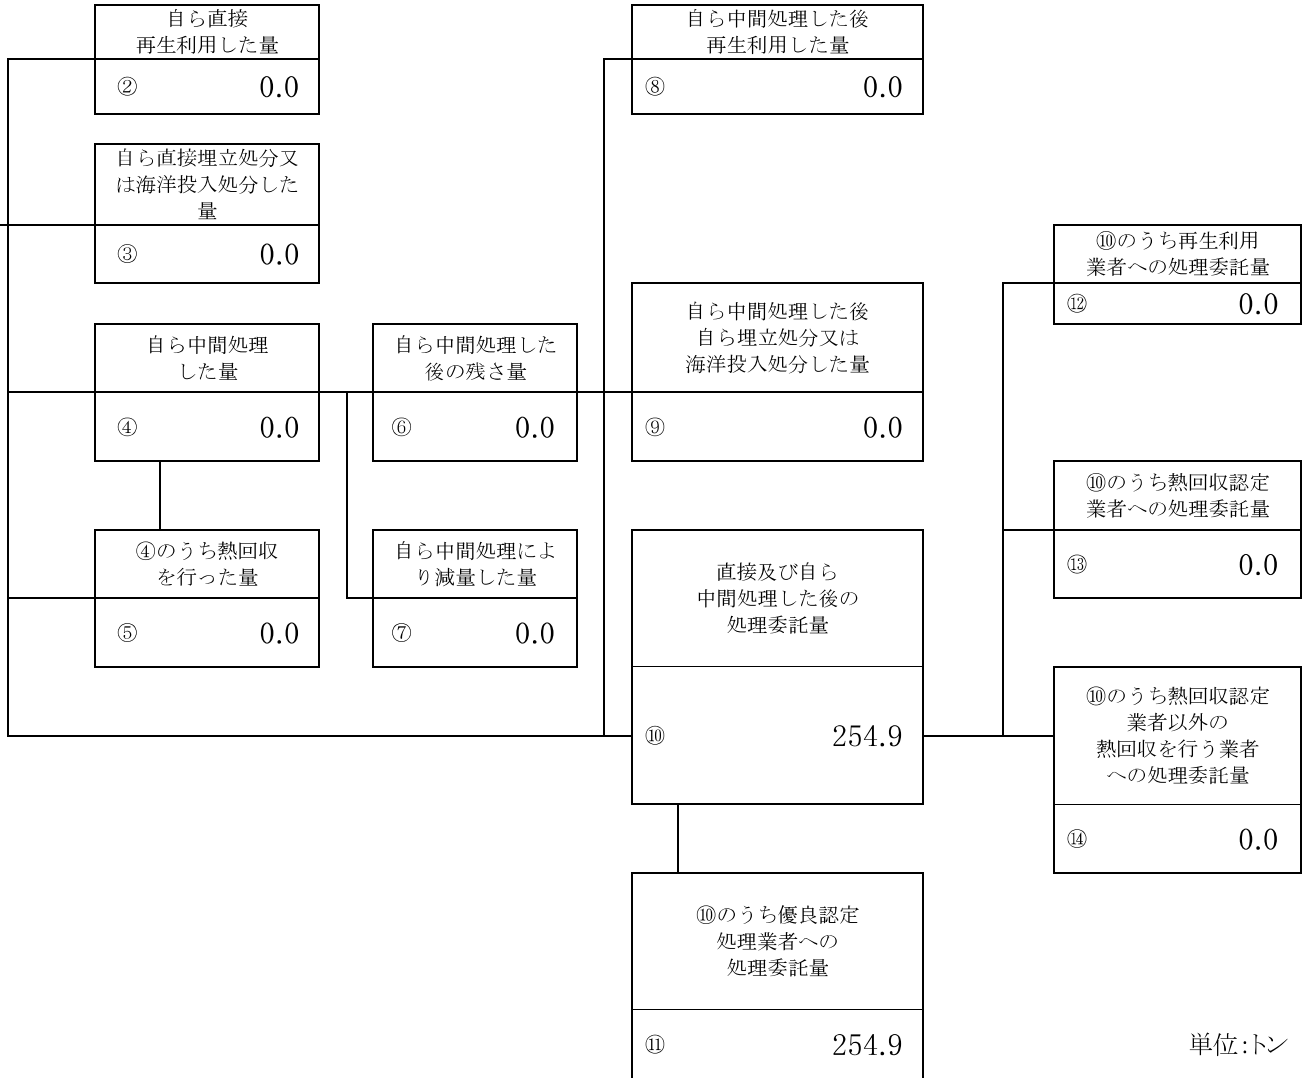 自ら直接
再生利用した量
② 0.0
自ら直接埋立処分又
は海洋投入処分した
量
③ 0.0
自ら中間処理
した量
④ 0.0
④のうち熱回収
を行った量
⑤ 0.0
自ら中間処理した
後の残さ量
⑥ 0.0
自ら中間処理によ
り減量した量
⑦ 0.0
自ら中間処理した後
再生利用した量
⑧ 0.0
自ら中間処理した後
自ら埋立処分又は
海洋投入処分した量
⑨ 0.0
直接及び自ら
中間処理した後の
処理委託量
⑩ 254.9
⑩のうち優良認定
処理業者への
処理委託量
⑪ 254.9
⑩のうち再生利用
業者への処理委託量
⑫ 0.0
⑩のうち熱回収認定
業者への処理委託量
⑬ 0.0
⑩のうち熱回収認定
業者以外の
熱回収を行う業者
への処理委託量
⑭ 0.0
単位:トン